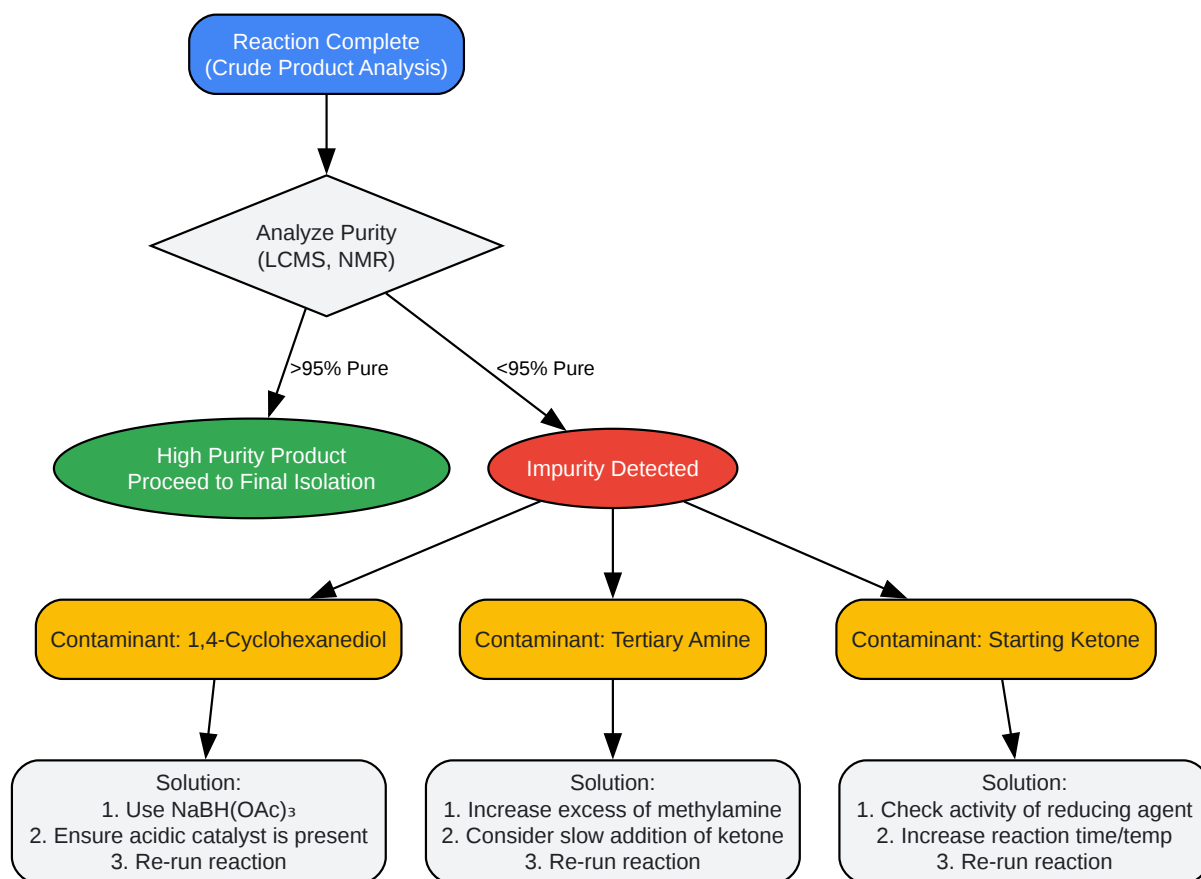 Reaction Complete
(Crude Product Analysis)
Analyze Purity
(LCMS, NMR)
>95% Pure
<95% Pure
High Purity Product
Proceed to Final Isolation
Impurity Detected
Contaminant: 1,4-Cyclohexanediol
Contaminant: Tertiary Amine
Contaminant: Starting Ketone
Solution:
1. Use NaBH(OAc)₃
2. Ensure acidic catalyst is present
3. Re-run reaction
Solution:
1. Increase excess of methylamine
2. Consider slow addition of ketone
3. Re-run reaction
Solution:
1. Check activity of reducing agent
2. Increase reaction time/temp
3. Re-run reaction